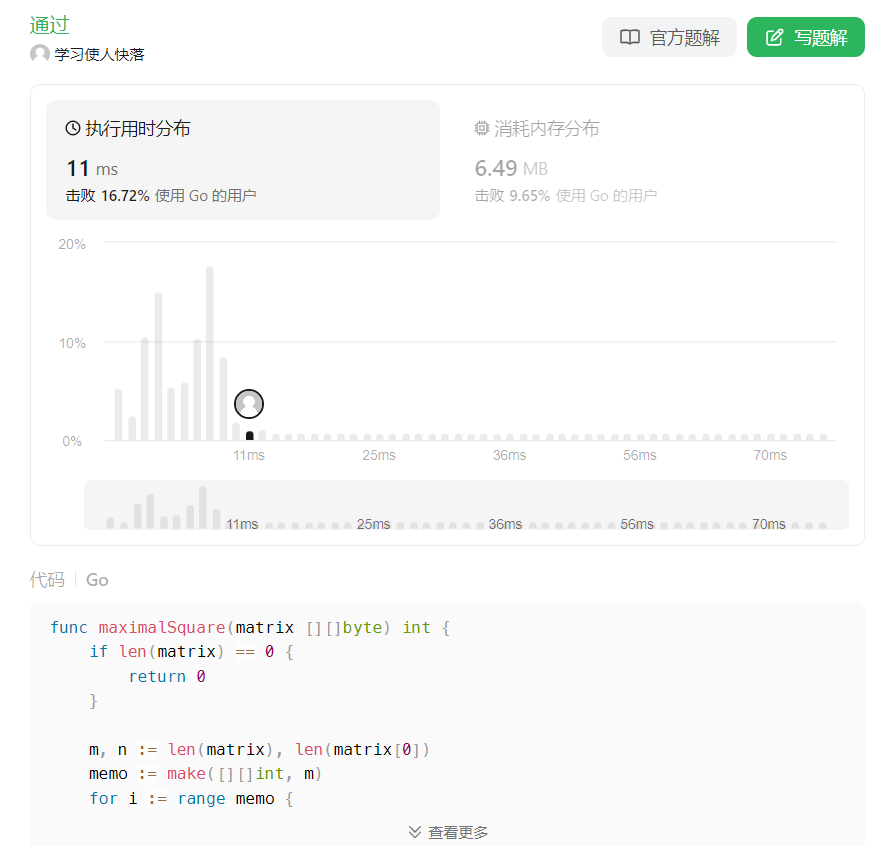 通过
学习使人快落
官方题解
写题解
执行用时分布
11 ms
击败 16.72% 使用 Go 的用户
消耗内存分布
6.49 MB
击败 9.65% 使用 Go 的用户
20%
10%
0%
11ms 25ms 36ms 56ms 70ms
11ms 25ms 36ms 56ms 70ms
代码 Go
func maximalSquare(matrix [][]byte) int {
    if len(matrix) == 0 {
        return 0
    }
    m, n := len(matrix), len(matrix[0])
    memo := make([][]int, m)
    for i := range memo {
查看更多